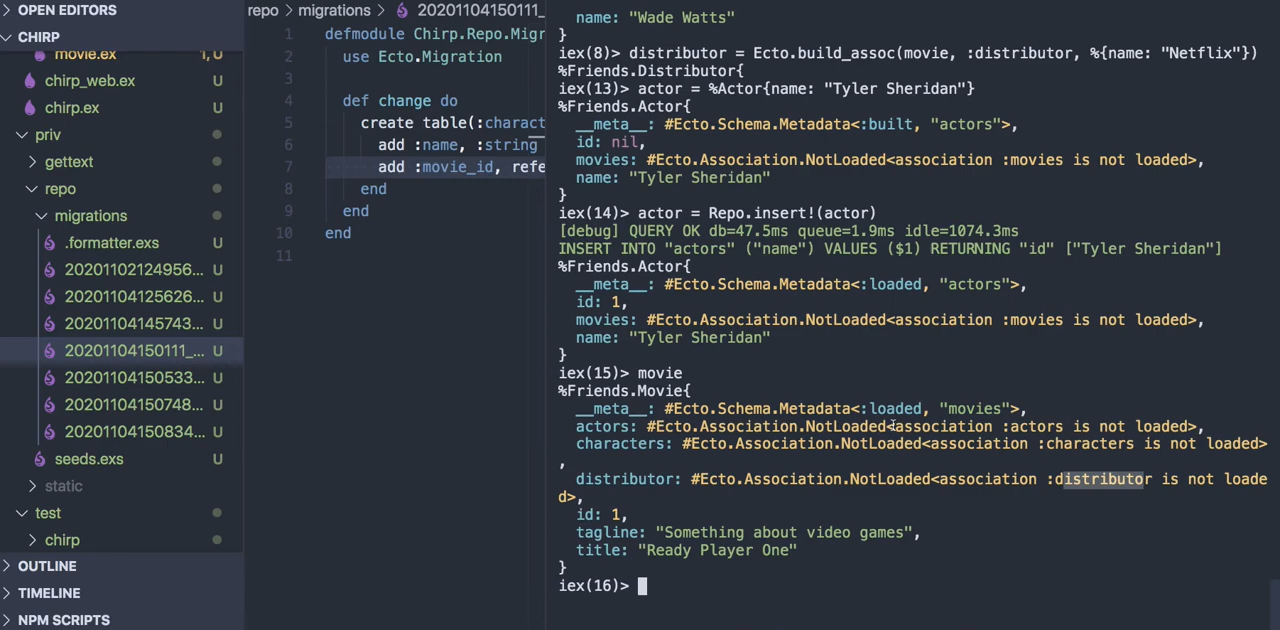 OPEN EDITORS
CHIRP
movie.ex 1, U
chirp_web.ex U
chirp.ex U
priv
gettext
repo
migrations
.formatter.exs U
20201102124956... U
20201104125626... U
20201104145743... U
20201104150111_... U
20201104150533... U
20201104150748... U
20201104150834... U
seeds.exs U
static
test
chirp
OUTLINE
TIMELINE
NPM SCRIPTS
repo > migrations > 20201104150111_
1 defmodule Chirp.Repo.Migr
2 use Ecto.Migration
3
4 def change do
5 create table(:charact
6 add :name, :string
7 add :movie_id, refe
8 end
9 end
10 end
11
name: "Wade Watts"
}
iex(8)> distributor = Ecto.build_assoc(movie, :distributor, %{name: "Netflix"})
%Friends.Distributor{
iex(13)> actor = %Actor{name: "Tyler Sheridan"}
%Friends.Actor{
__meta__: #Ecto.Schema.Metadata<:built, "actors">,
id: nil,
movies: #Ecto.Association.NotLoaded<association :movies is not loaded>,
name: "Tyler Sheridan"
}
iex(14)> actor = Repo.insert!(actor)
[debug] QUERY OK db=47.5ms queue=1.9ms idle=1074.3ms
INSERT INTO "actors" ("name") VALUES ($1) RETURNING "id" ["Tyler Sheridan"]
%Friends.Actor{
__meta__: #Ecto.Schema.Metadata<:loaded, "actors">,
id: 1,
movies: #Ecto.Association.NotLoaded<association :movies is not loaded>,
name: "Tyler Sheridan"
}
iex(15)> movie
%Friends.Movie{
__meta__: #Ecto.Schema.Metadata<:loaded, "movies">,
actors: #Ecto.Association.NotLoaded<association :actors is not loaded>,
characters: #Ecto.Association.NotLoaded<association :characters is not loaded>
,
distributor: #Ecto.Association.NotLoaded<association :distributor is not loade
d>,
id: 1,
tagline: "Something about video games",
title: "Ready Player One"
}
iex(16)>